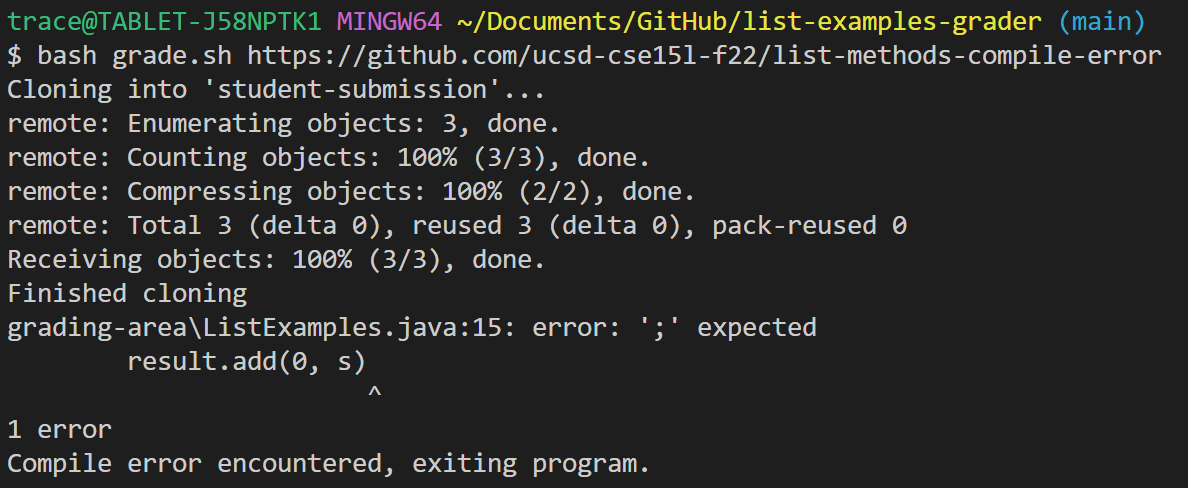 trace@TABLET-J58NPTK1 MINGW64 ~/Documents/GitHub/list-examples-grader (main)
$ bash grade.sh https://github.com/ucsd-cse15l-f22/list-methods-compile-error
Cloning into 'student-submission'...
remote: Enumerating objects: 3, done.
remote: Counting objects: 100% (3/3), done.
remote: Compressing objects: 100% (2/2), done.
remote: Total 3 (delta 0), reused 3 (delta 0), pack-reused 0
Receiving objects: 100% (3/3), done.
Finished cloning
grading-area\ListExamples.java:15: error: ';' expected
        result.add(0, s)
                        ^
1 error
Compile error encountered, exiting program.